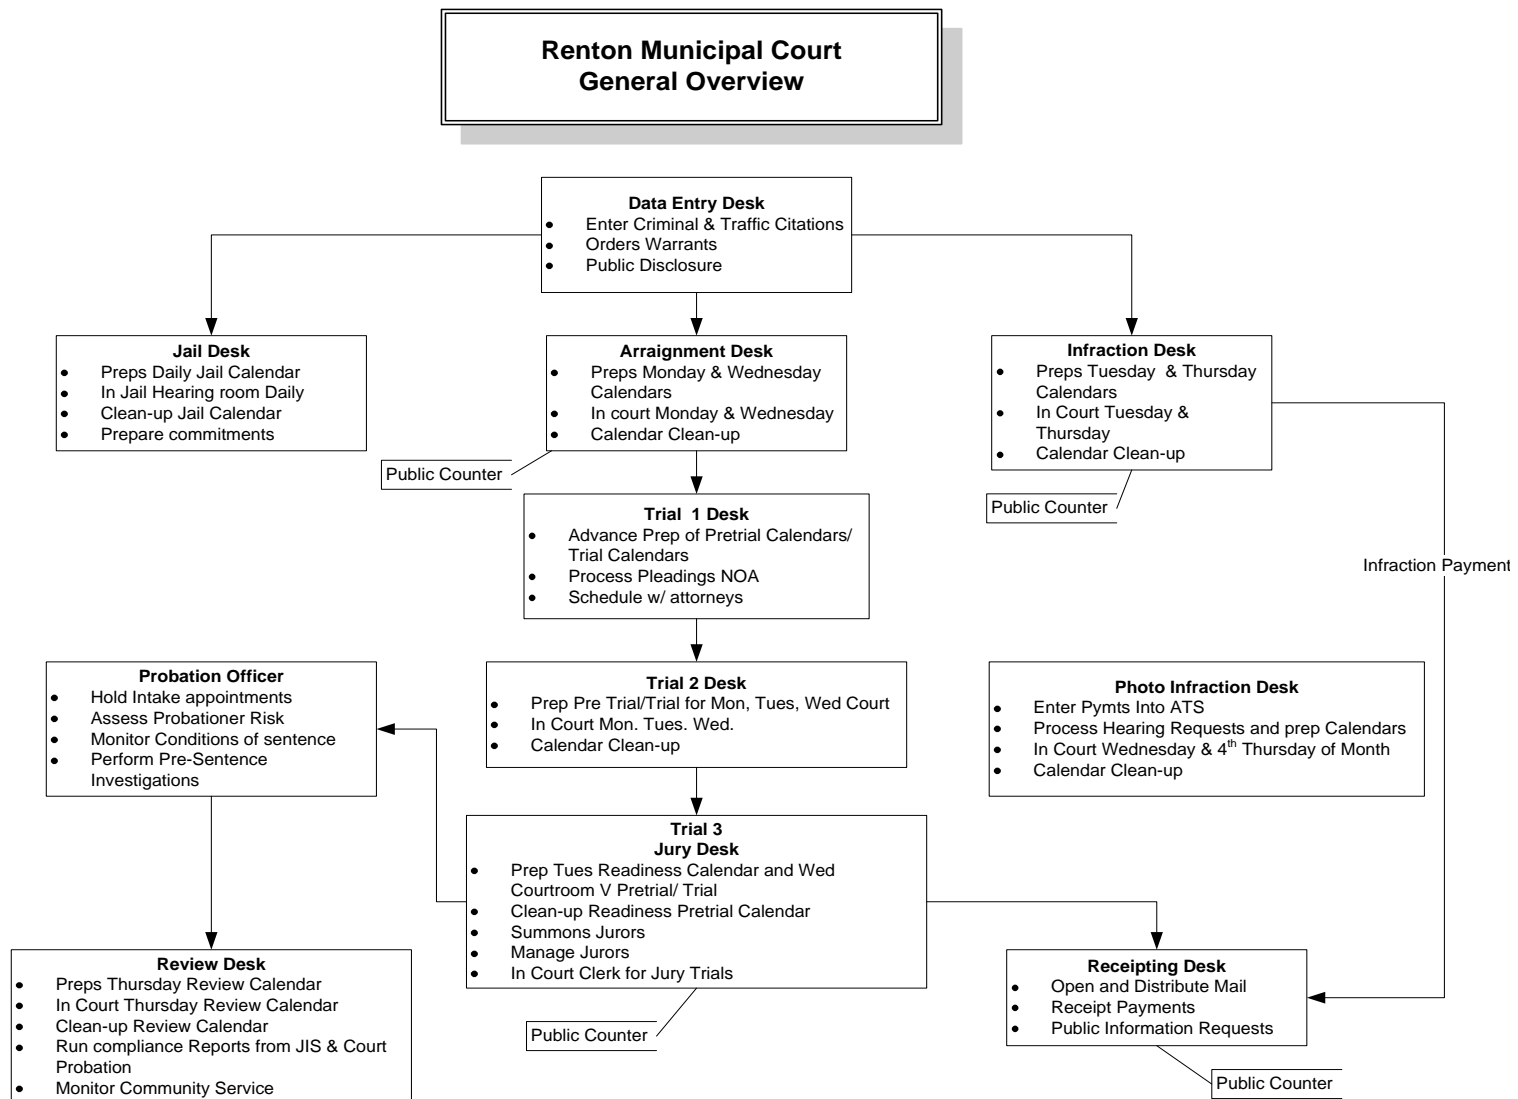 Renton Municipal Court
General Overview
Data Entry Desk
• Enter Criminal & Traffic Citations
• Orders Warrants
• Public Disclosure
Jail Desk
• Preps Daily Jail Calendar
• In Jail Hearing room Daily
• Clean-up Jail Calendar
• Prepare commitments
Arraignment Desk
• Preps Monday & Wednesday
Calendars
• In court Monday & Wednesday
• Calendar Clean-up
Public Counter
Infraction Desk
• Preps Tuesday & Thursday
Calendars
• In Court Tuesday &
Thursday
• Calendar Clean-up
Public Counter
Trial 1 Desk
• Advance Prep of Pretrial Calendars/
Trial Calendars
• Process Pleadings NOA
• Schedule w/ attorneys
Infraction Payment
Probation Officer
• Hold Intake appointments
• Assess Probationer Risk
• Monitor Conditions of sentence
• Perform Pre-Sentence
Investigations
Trial 2 Desk
• Prep Pre Trial/Trial for Mon, Tues, Wed Court
• In Court Mon. Tues. Wed.
• Calendar Clean-up
Photo Infraction Desk
• Enter Pymts Into ATS
• Process Hearing Requests and prep Calendars
• In Court Wednesday & 4th Thursday of Month
• Calendar Clean-up
Trial 3
Jury Desk
• Prep Tues Readiness Calendar and Wed
Courtroom V Pretrial/ Trial
• Clean-up Readiness Pretrial Calendar
• Summons Jurors
• Manage Jurors
• In Court Clerk for Jury Trials
Public Counter
Review Desk
• Preps Thursday Review Calendar
• In Court Thursday Review Calendar
• Clean-up Review Calendar
• Run compliance Reports from JIS & Court
Probation
• Monitor Community Service
Receipting Desk
• Open and Distribute Mail
• Receipt Payments
• Public Information Requests
Public Counter